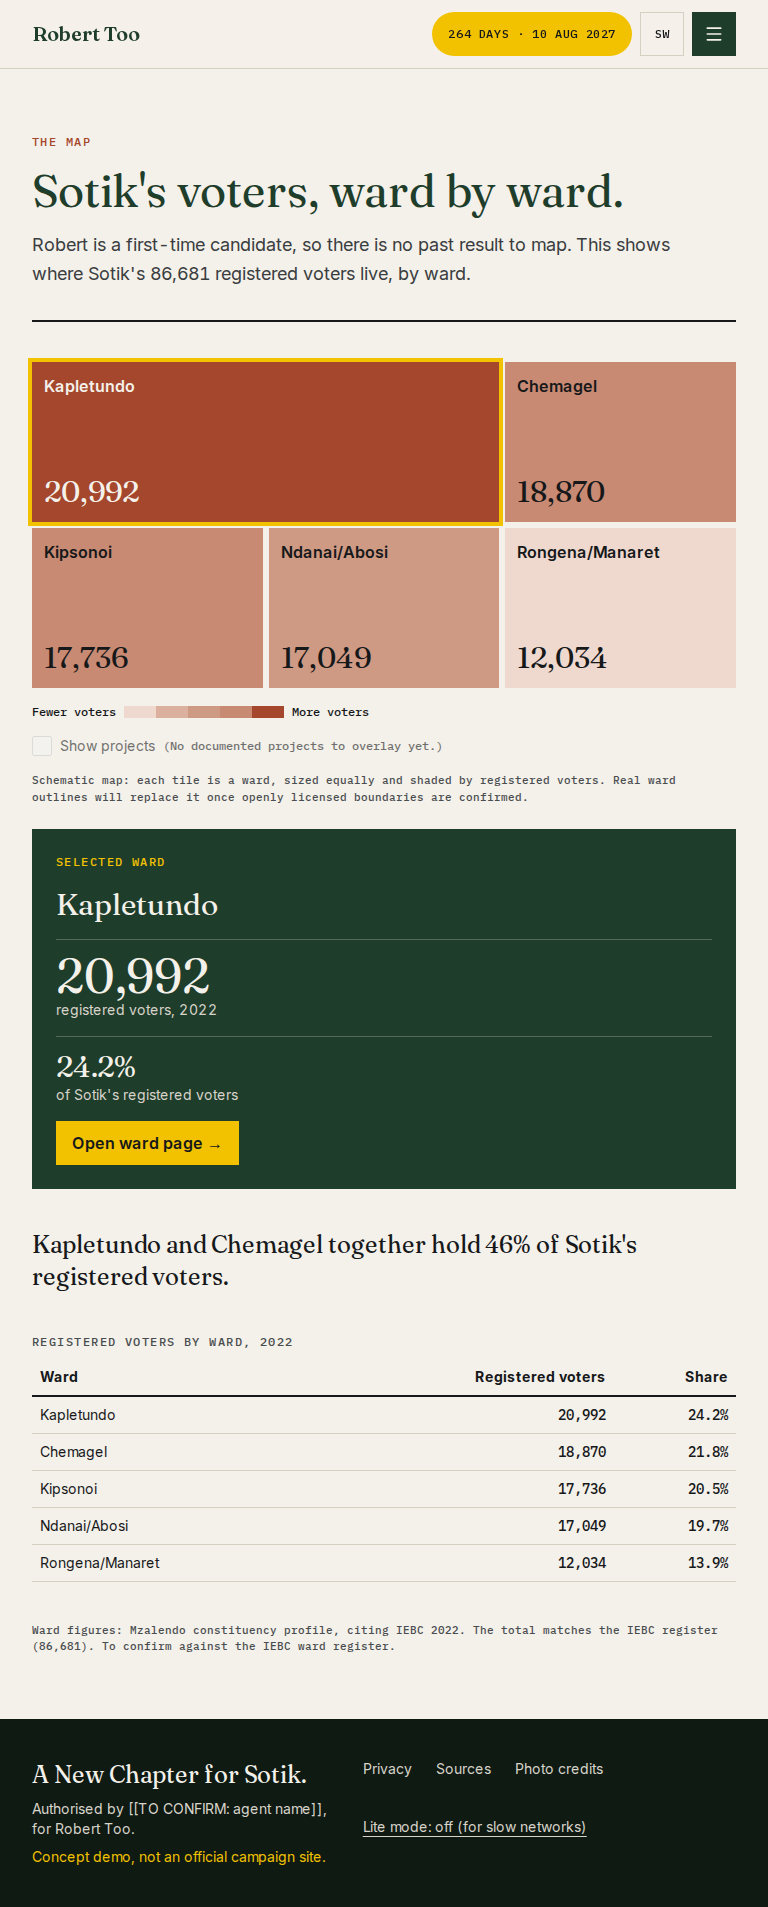 Robert Too
264 DAYS · 10 AUG 2027
SW
THE MAP
Sotik's voters, ward by ward.
Robert is a first-time candidate, so there is no past result to map. This shows
where Sotik's 86,681 registered voters live, by ward.
Kapletundo
20,992
Chemagel
18,870
Kipsonoi
17,736
Ndanai/Abosi
17,049
Rongena/Manaret
12,034
Fewer voters
More voters
Show projects (No documented projects to overlay yet.)
Schematic map: each tile is a ward, sized equally and shaded by registered voters. Real ward
outlines will replace it once openly licensed boundaries are confirmed.
SELECTED WARD
Kapletundo
20,992
registered voters, 2022
24.2%
of Sotik's registered voters
Open ward page →
Kapletundo and Chemagel together hold 46% of Sotik's
registered voters.
REGISTERED VOTERS BY WARD, 2022
Ward Registered voters Share
Kapletundo 20,992 24.2%
Chemagel 18,870 21.8%
Kipsonoi 17,736 20.5%
Ndanai/Abosi 17,049 19.7%
Rongena/Manaret 12,034 13.9%
Ward figures: Mzalendo constituency profile, citing IEBC 2022. The total matches the IEBC register
(86,681). To confirm against the IEBC ward register.
A New Chapter for Sotik.
Authorised by [[TO CONFIRM: agent name]],
for Robert Too.
Concept demo, not an official campaign site.
Privacy Sources Photo credits
Lite mode: off (for slow networks)